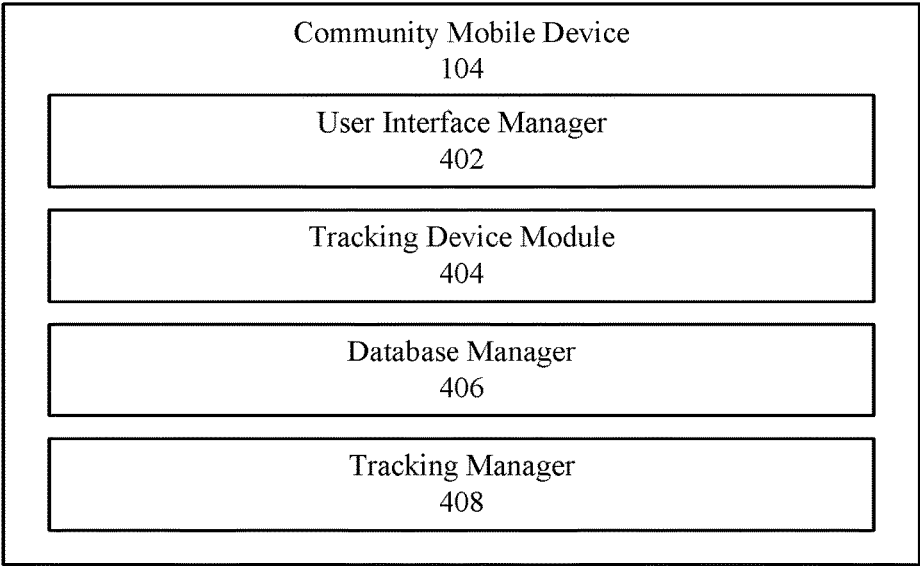 Community Mobile Device
104
User Interface Manager
402
Tracking Device Module
404
Database Manager
406
Tracking Manager
408